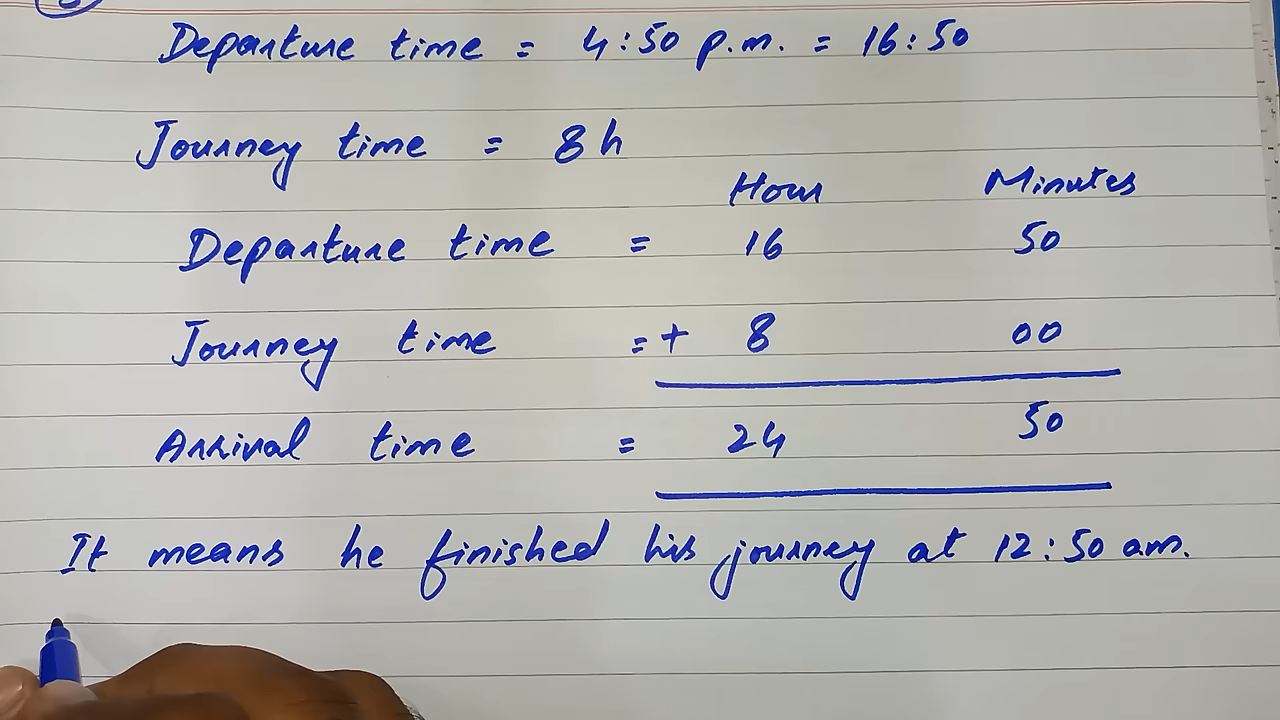 Departure time = 4:50 p.m. = 16:50
Journey time = 8h
Hour Minutes
Departure time = 16 50
Journey time = + 8 00
Arrival time = 24 50
It means he finished his journey at 12:50 am.